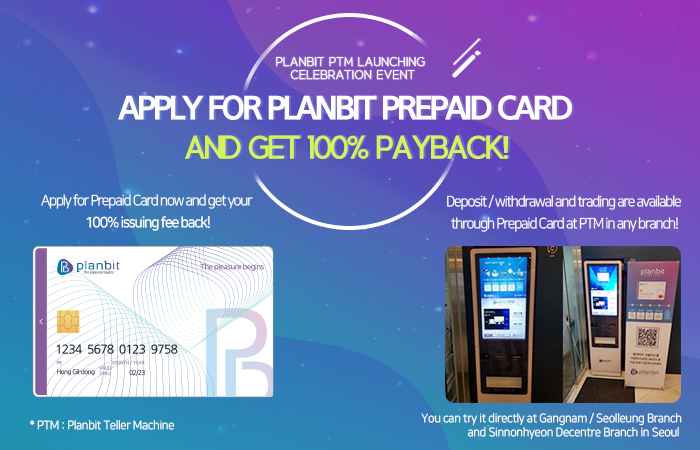 PLANBIT PTM LAUNCHING
CELEBRATION EVENT
APPLY FOR PLANBIT PREPAID CARD
AND GET 100% PAYBACK!
Apply for Prepaid Card now and get your
100% issuing fee back!
Deposit / withdrawal and trading are available
through Prepaid Card at PTM in any branch!
planbit
The pleasure begins
The pleasure begins
1234 5678 0123 9758
MONTH / YEAR
Hong Gil-dong
VALID
THRU
02/23
planbit
* PTM : Planbit Teller Machine
You can try it directly at Gangnam / Seolleung Branch
and Sinnonhyeon Decentre Branch in Seoul